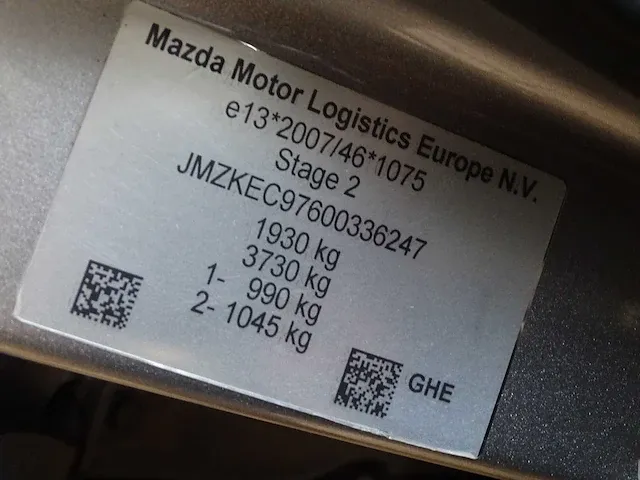 Mazda Motor Logistics Europe N.V.
e13*2007/46*1075
Stage 2
JMZKEC97600336247
1930 kg
3730 kg
1- 990 kg
2- 1045 kg
GHE